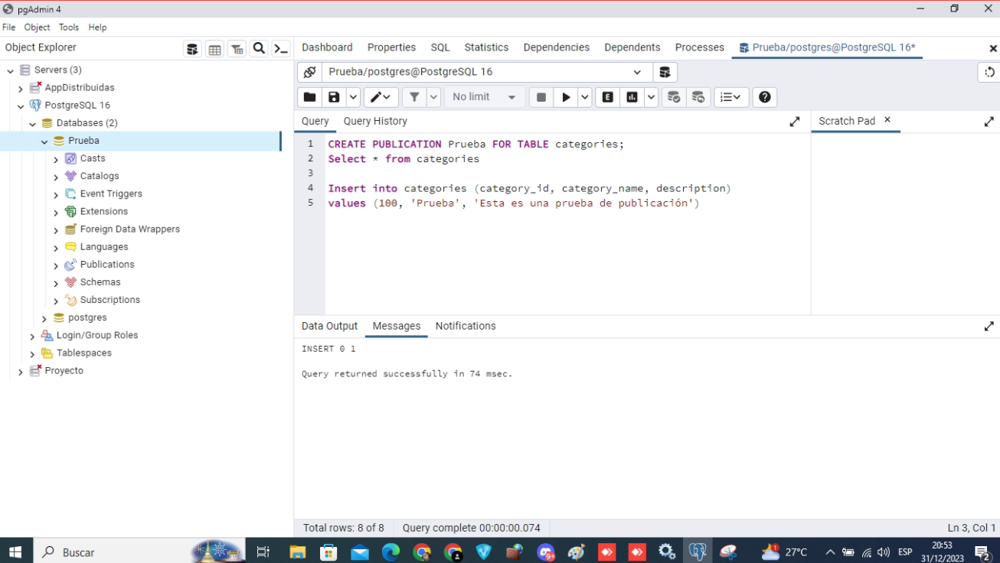 pgAdmin 4
File Object Tools Help
Object Explorer
Dashboard Properties SQL Statistics Dependencies Dependents Processes Prueba/postgres@PostgreSQL 16*
Servers (3)
AppDistribuidas
PostgreSQL 16
Databases (2)
Prueba
Casts
Catalogs
Event Triggers
Extensions
Foreign Data Wrappers
Languages
Publications
Schemas
Subscriptions
postgres
Login/Group Roles
Tablespaces
Proyecto
Prueba/postgres@PostgreSQL 16
No limit
E
Query Query History
Scratch Pad
1 CREATE PUBLICATION Prueba FOR TABLE categories;
2 Select * from categories
3
4 Insert into categories (category_id, category_name, description)
5 values (100, 'Prueba', 'Esta es una prueba de publicación')
Data Output Messages Notifications
INSERT 0 1
Query returned successfully in 74 msec.
Total rows: 8 of 8 Query complete 00:00:00.074 Ln 3, Col 1
Buscar
9+
1
27°C
ESP
20:53
31/12/2023
2